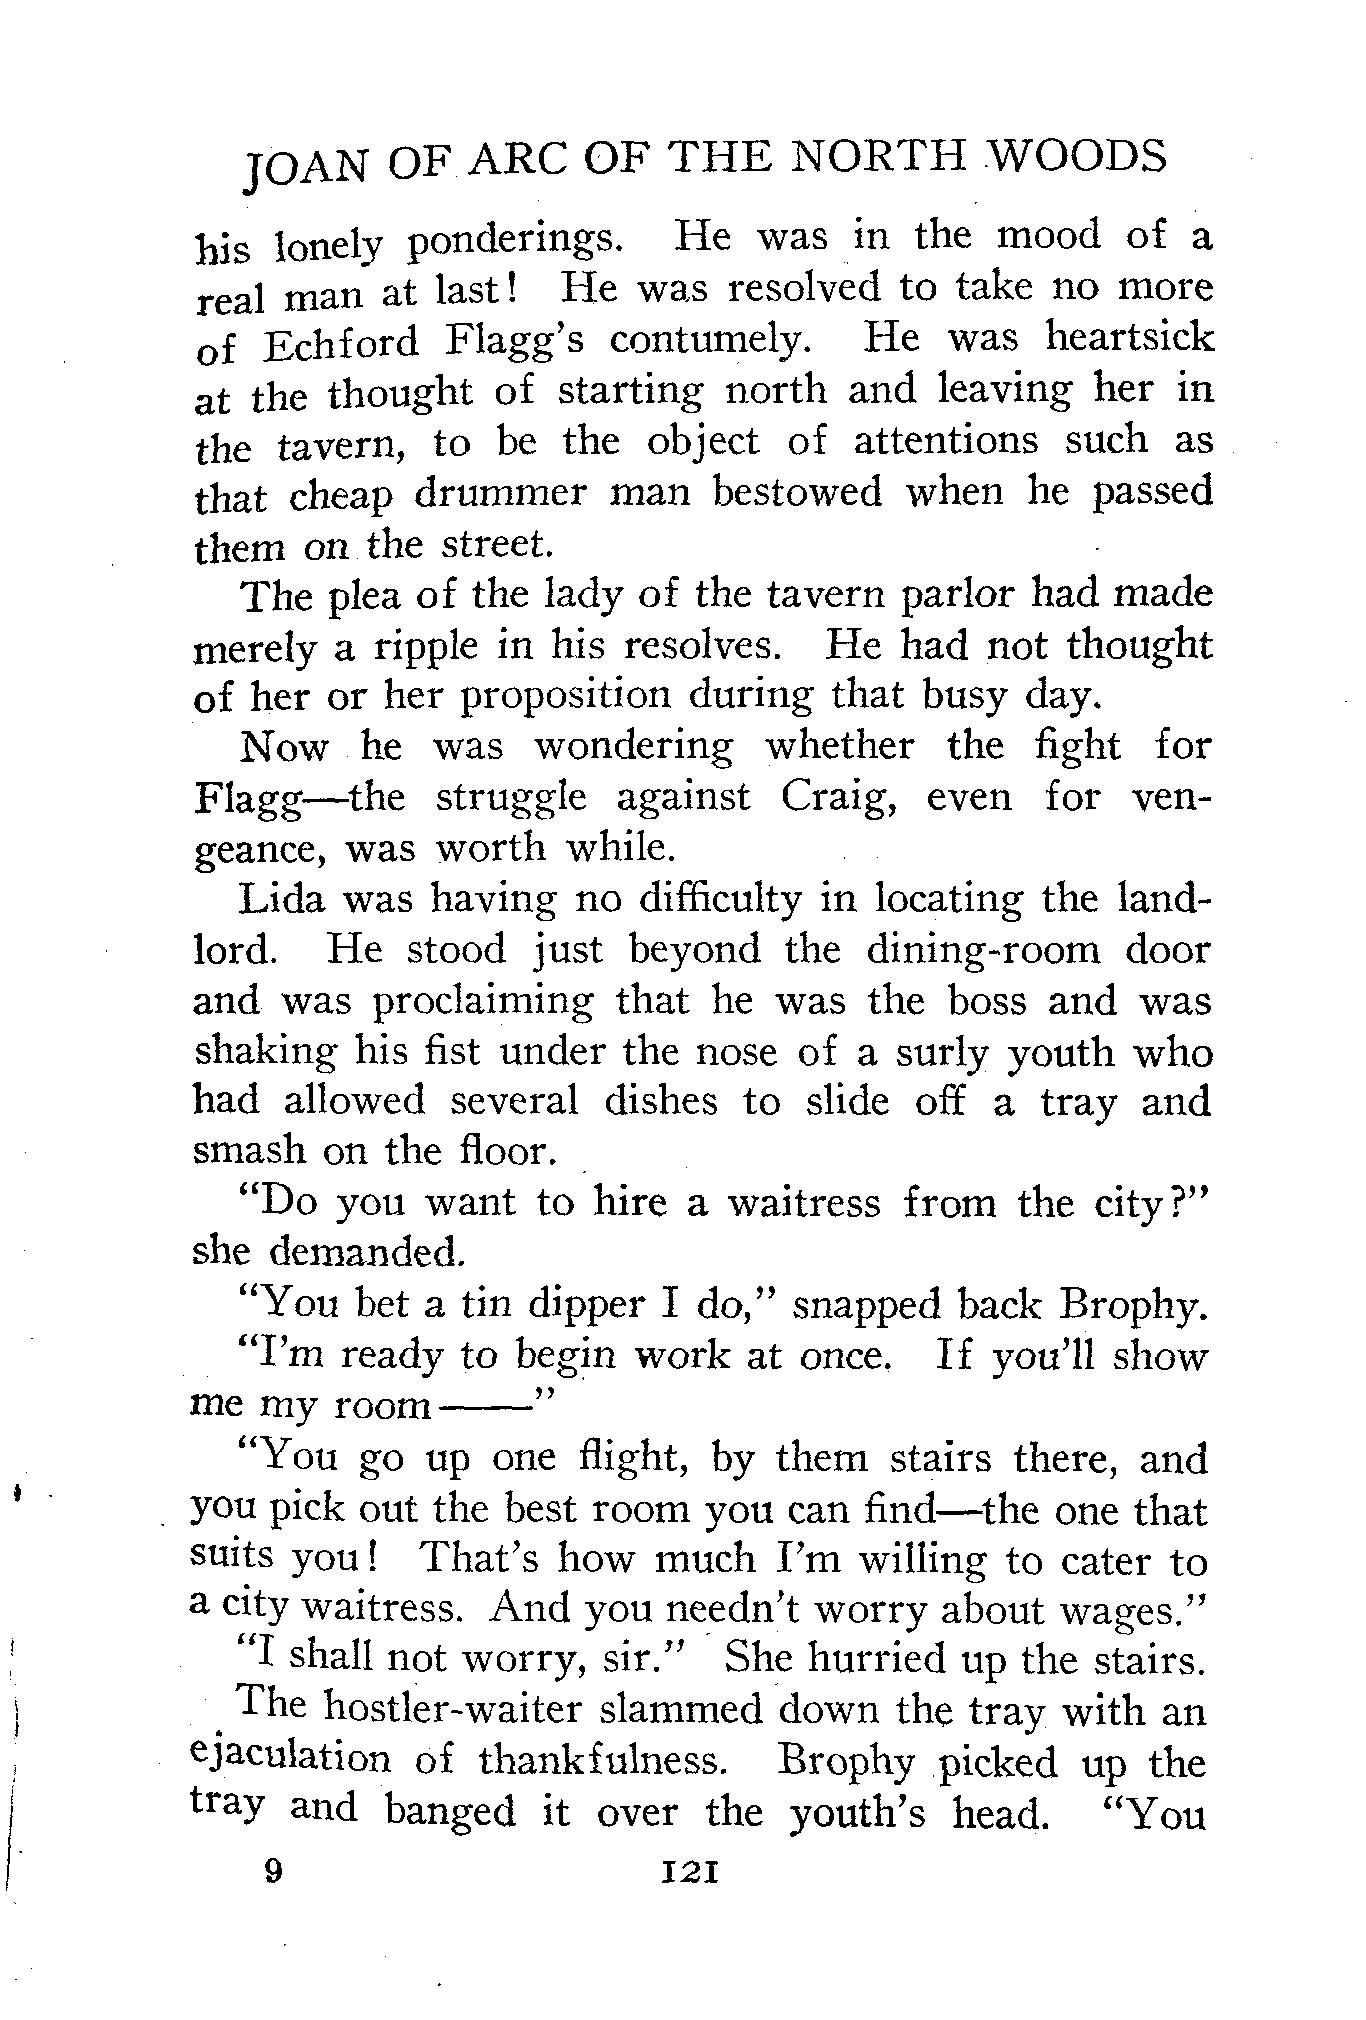 JOAN OF ARC OF THE NORTH WOODS
his lonely ponderings. He was in the mood of a
real man at last! He was resolved to take no more
of Echford Flagg's contumely. He was heartsick
at the thought of starting north and leaving her in
the tavern, to be the object of attentions such as
that cheap drummer man bestowed when he passed
them on the street.
The plea of the lady of the tavern parlor had made
merely a ripple in his resolves. He had not thought
of her or her proposition during that busy day.
Now he was wondering whether the fight for
Flagg—the struggle against Craig, even for ven-
geance, was worth while.
Lida was having no difficulty in locating the land-
lord. He stood just beyond the dining-room door
and was proclaiming that he was the boss and was
shaking his fist under the nose of a surly youth who
had allowed several dishes to slide off a tray and
smash on the floor.
“Do you want to hire a waitress from the city?”
she demanded.
“You bet a tin dipper I do,” snapped back Brophy.
“I'm ready to begin work at once. If you'll show
me my room——”
“You go up one flight, by them stairs there, and
you pick out the best room you can find—the one that
suits you! That's how much I'm willing to cater to
a city waitress. And you needn't worry about wages.”
“I shall not worry, sir.” She hurried up the stairs.
The hostler-waiter slammed down the tray with an
ejaculation of thankfulness. Brophy picked up the
tray and banged it over the youth's head. “You
9 121